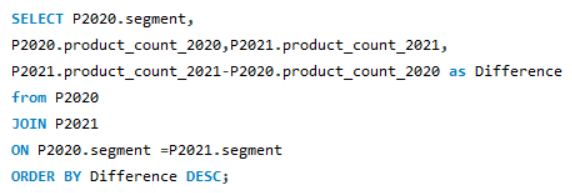 SELECT P2020.segment,
P2020.product_count_2020,P2021.product_count_2021,
P2021.product_count_2021-P2020.product_count_2020 as Difference
from P2020
JOIN P2021
ON P2020.segment =P2021.segment
ORDER BY Difference DESC;